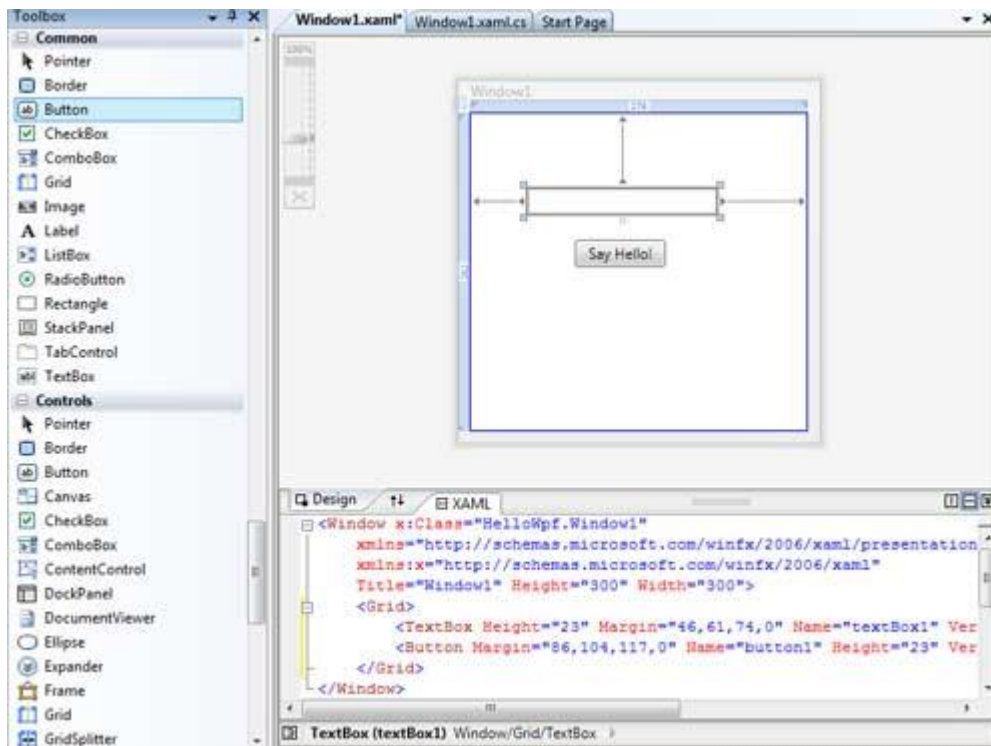 Toolbox
Common
Pointer
Border
Button
CheckBox
ComboBox
Grid
Image
Label
ListBox
RadioButton
Rectangle
StackPanel
TabControl
TextBox
Controls
Pointer
Border
Button
Canvas
CheckBox
ComboBox
ContentControl
DockPanel
DocumentViewer
Ellipse
Expander
Frame
Grid
GridSplitter
Window1.xaml* Window1.xaml.cs Start Page
100%
Window1
Say Hello!
Design XAML
<Window x:Class="HelloWpf.Window1"
xmlns="http://schemas.microsoft.com/winfx/2006/xaml/presentation
xmlns:x="http://schemas.microsoft.com/winfx/2006/xaml"
Title="Window1" Height="300" Width="300">
<Grid>
<TextBox Height="23" Margin="46,61,74,0" Name="textBox1" Ver
<Button Margin="86,104,117,0" Name="button1" Height="23" Ver
</Grid>
</Window>
TextBox (textBox1) Window/Grid/TextBox